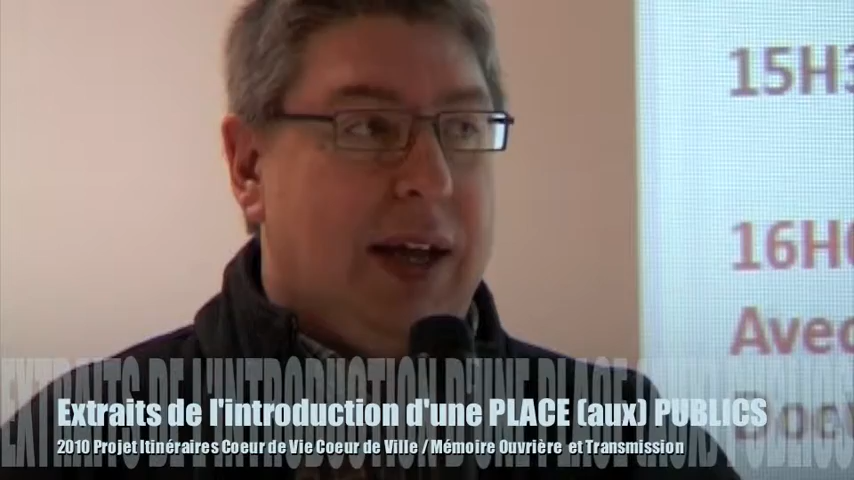 15H3
16H
Avec
EXTRAITS DE L'INTRODUCTION D'UNE PLACE (AUX) PUBLICS
Extraits de l'introduction d'une PLACE (aux) PUBLICS
2010 Projet Itinéraires Coeur de Vie Coeur de Ville / Mémoire Ouvrière et Transmission